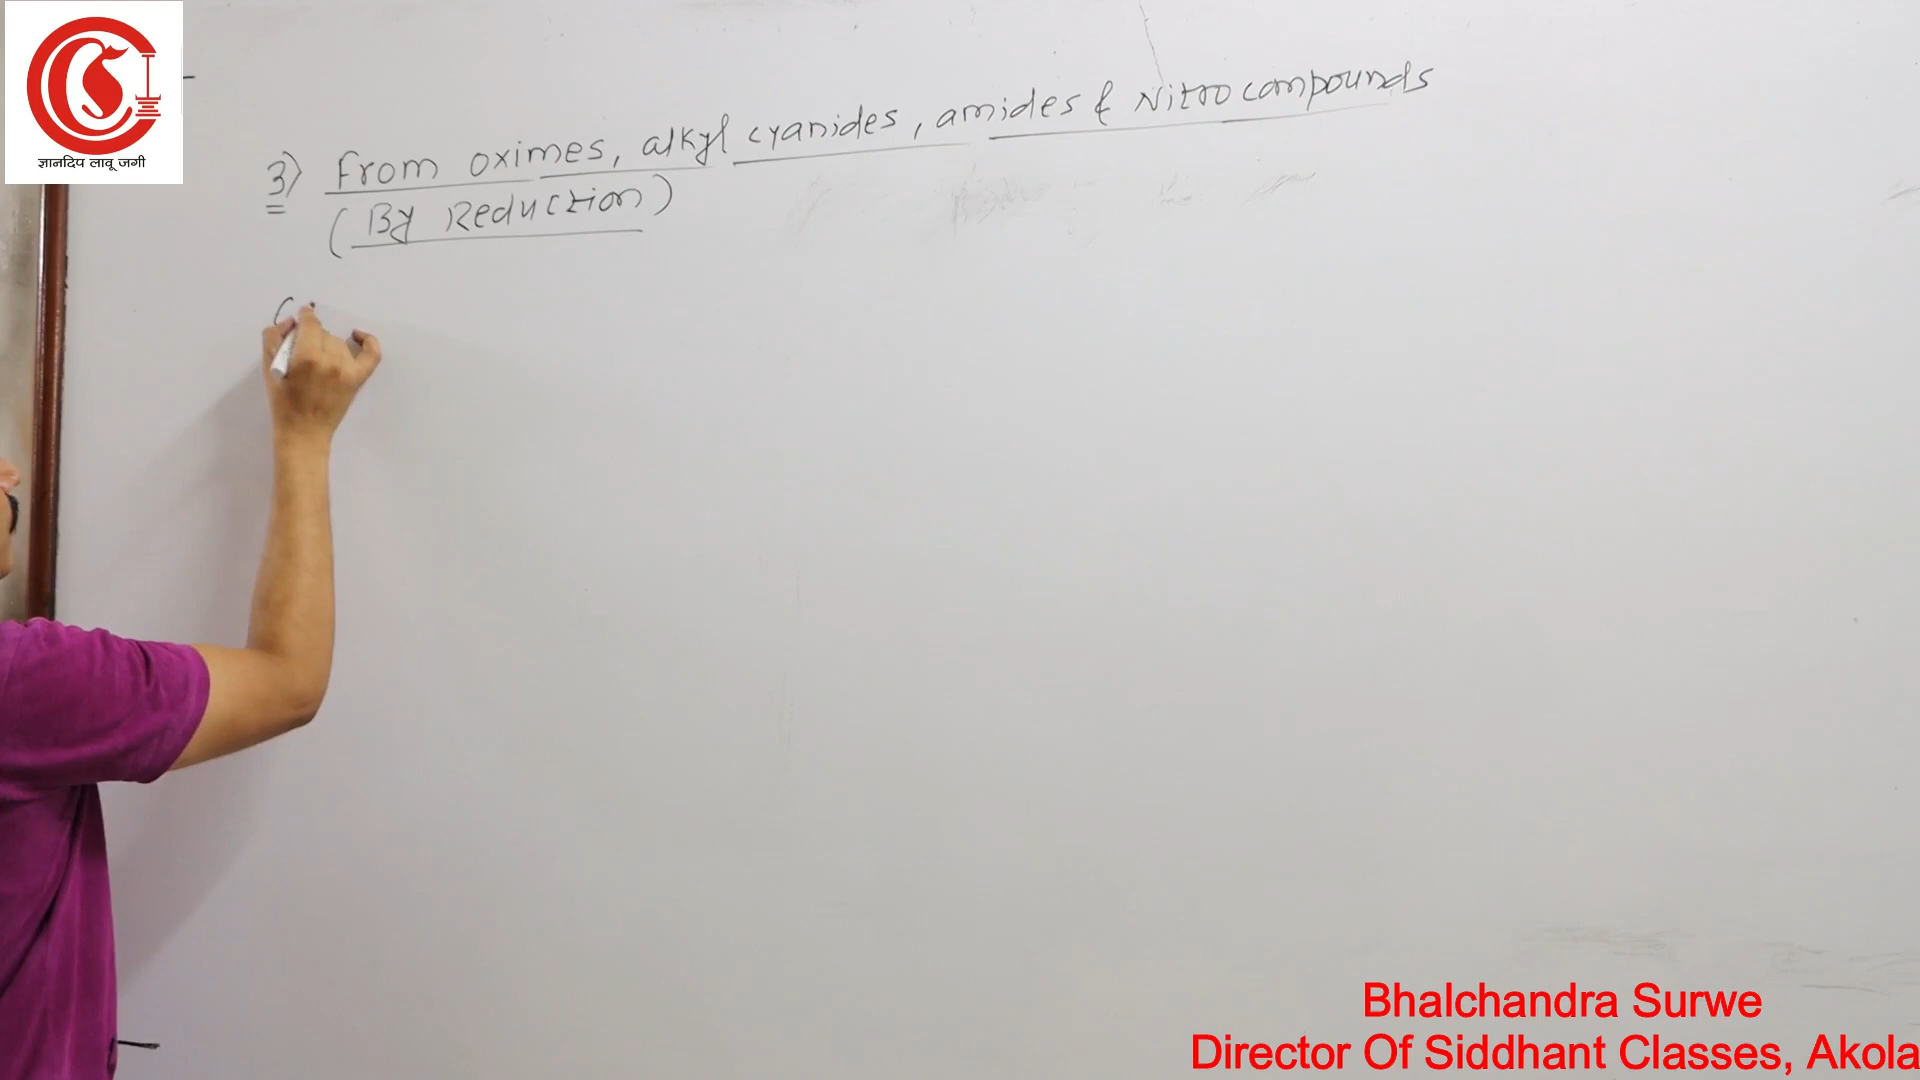 ज्ञानदिप लावू जगी
3) From oximes, alkyl cyanides, amides & Nitro compounds
(By Reduction)
(i
Bhalchandra Surwe
Director Of Siddhant Classes, Akola